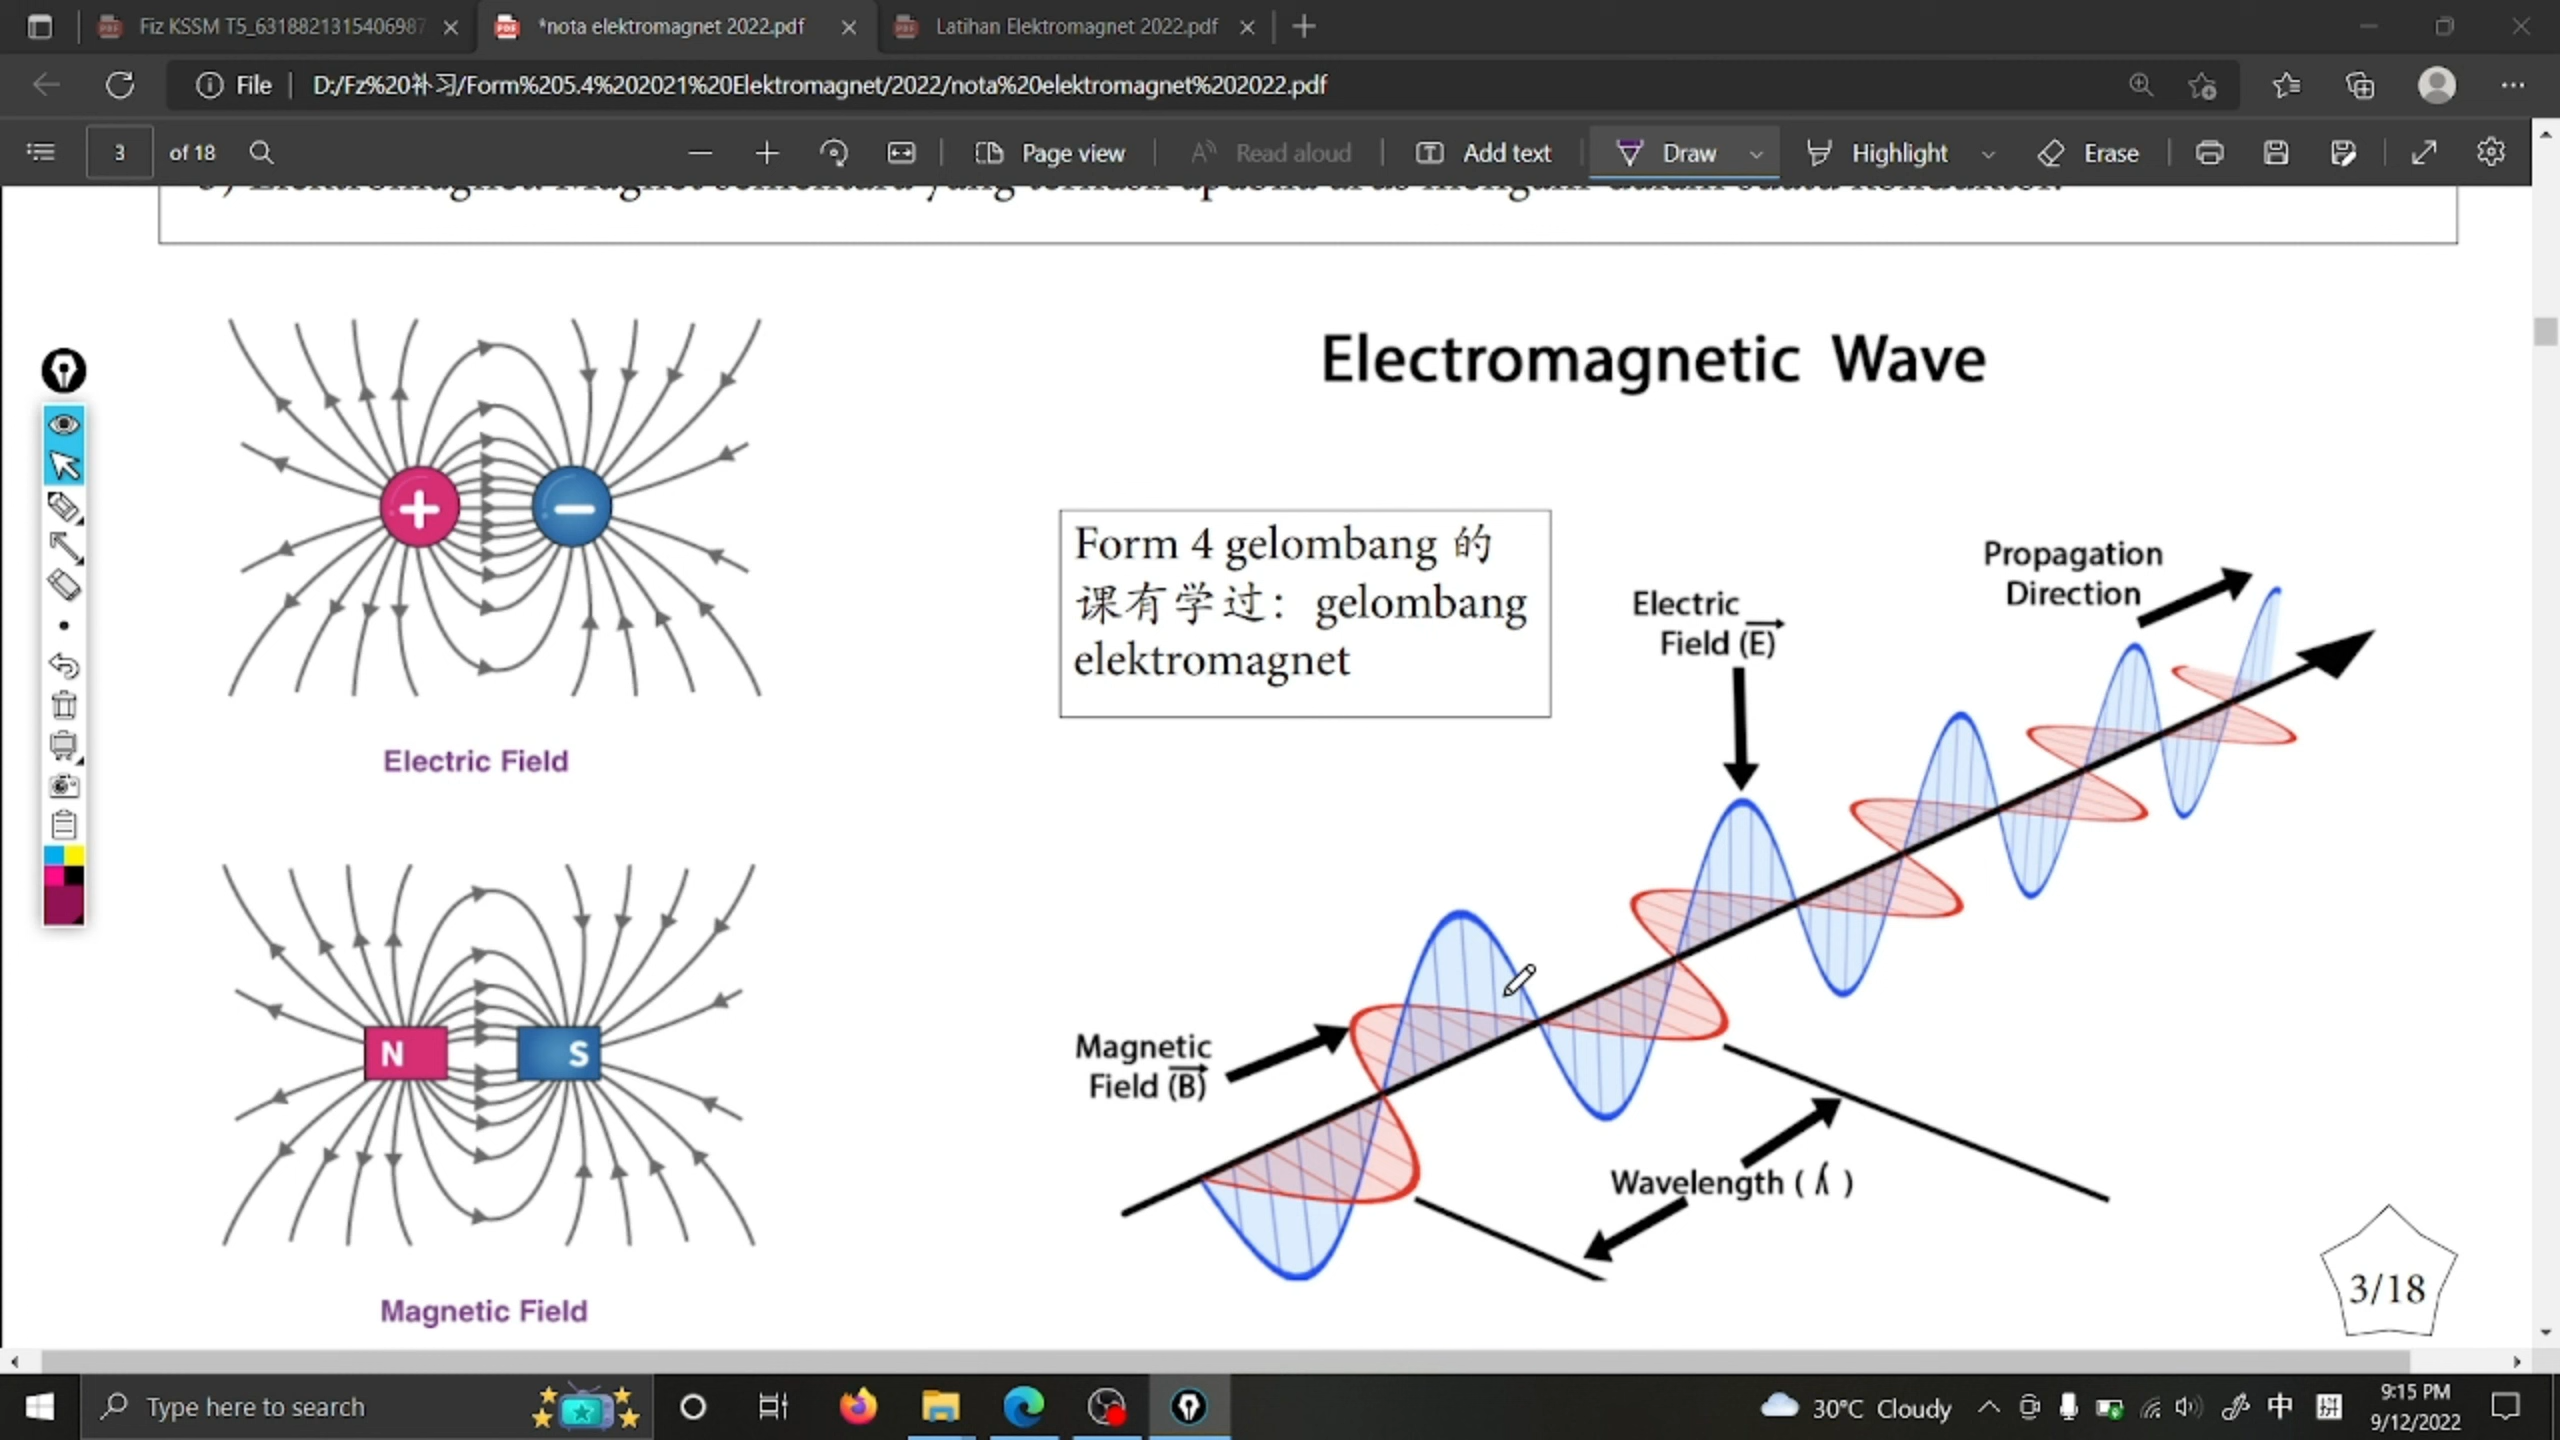 Fiz KSSM T5_6318821315406987
*nota elektromagnet 2022.pdf
Latihan Elektromagnet 2022.pdf
File
D:/Fz%20补习/Form%205.4%202021%20Elektromagnet/2022/nota%20elektromagnet%202022.pdf
3 of 18
Page view
Read aloud
Add text
Draw
Highlight
Erase
Electromagnetic Wave
Form 4 gelombang 的
课有学过： gelombang
elektromagnet
Propagation
Direction
Electric
Field (E)
+
−
Electric Field
Magnetic
Field (B)
N
S
Wavelength ( λ )
Magnetic Field
3/18
Type here to search
30°C Cloudy
中
拼
9:15 PM
9/12/2022